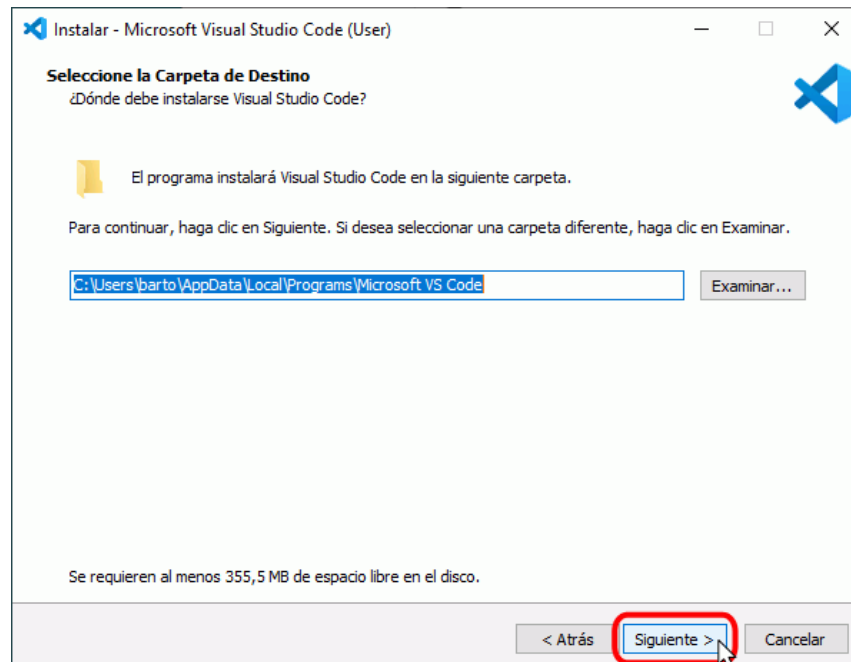 Instalar - Microsoft Visual Studio Code (User)
Seleccione la Carpeta de Destino
¿Dónde debe instalarse Visual Studio Code?
El programa instalará Visual Studio Code en la siguiente carpeta.
Para continuar, haga clic en Siguiente. Si desea seleccionar una carpeta diferente, haga clic en Examinar.
C:\Users\barto\AppData\Local\Programs\Microsoft VS Code
Examinar...
Se requieren al menos 355,5 MB de espacio libre en el disco.
< Atrás
Siguiente >
Cancelar